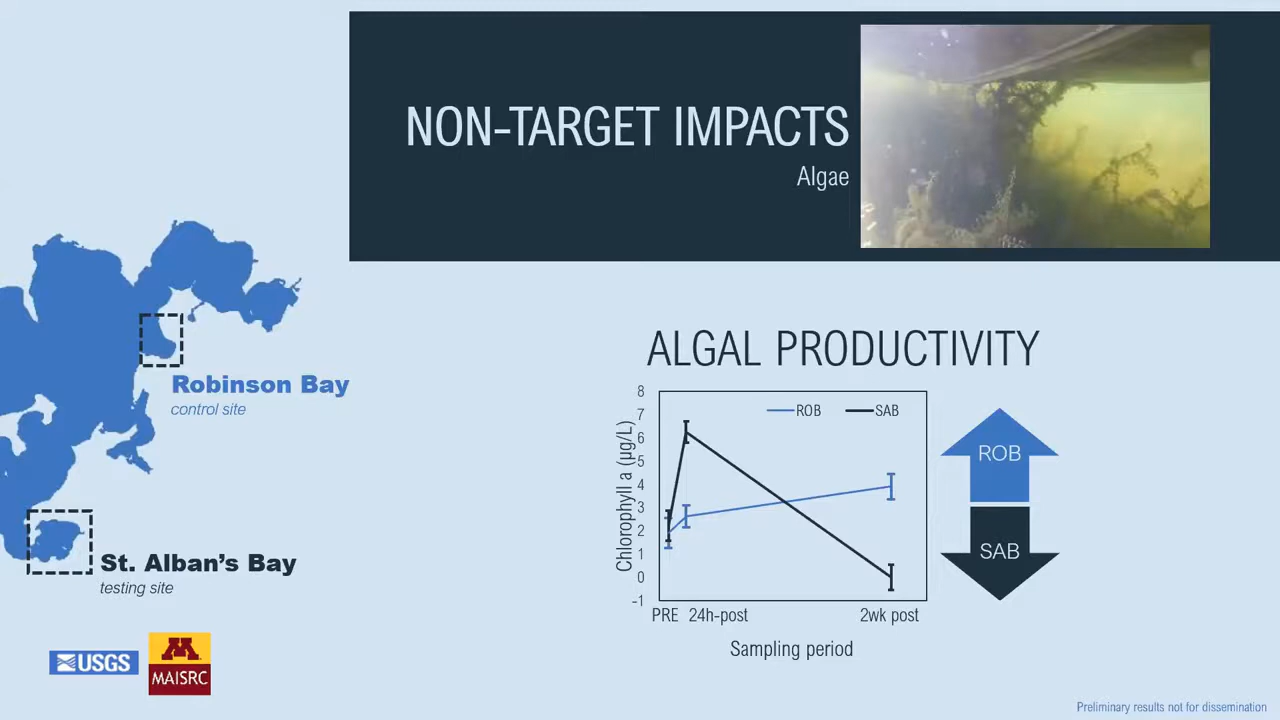 NON-TARGET IMPACTS
Algae
Robinson Bay
control site
St. Alban's Bay
testing site
USGS
M
MAISRC
ALGAL PRODUCTIVITY
8
7
6
5
4
3
2
1
0
-1
Chlorophyll a (µg/L)
ROB
SAB
PRE 24h-post 2wk post
Sampling period
ROB
SAB
Preliminary results not for dissemination